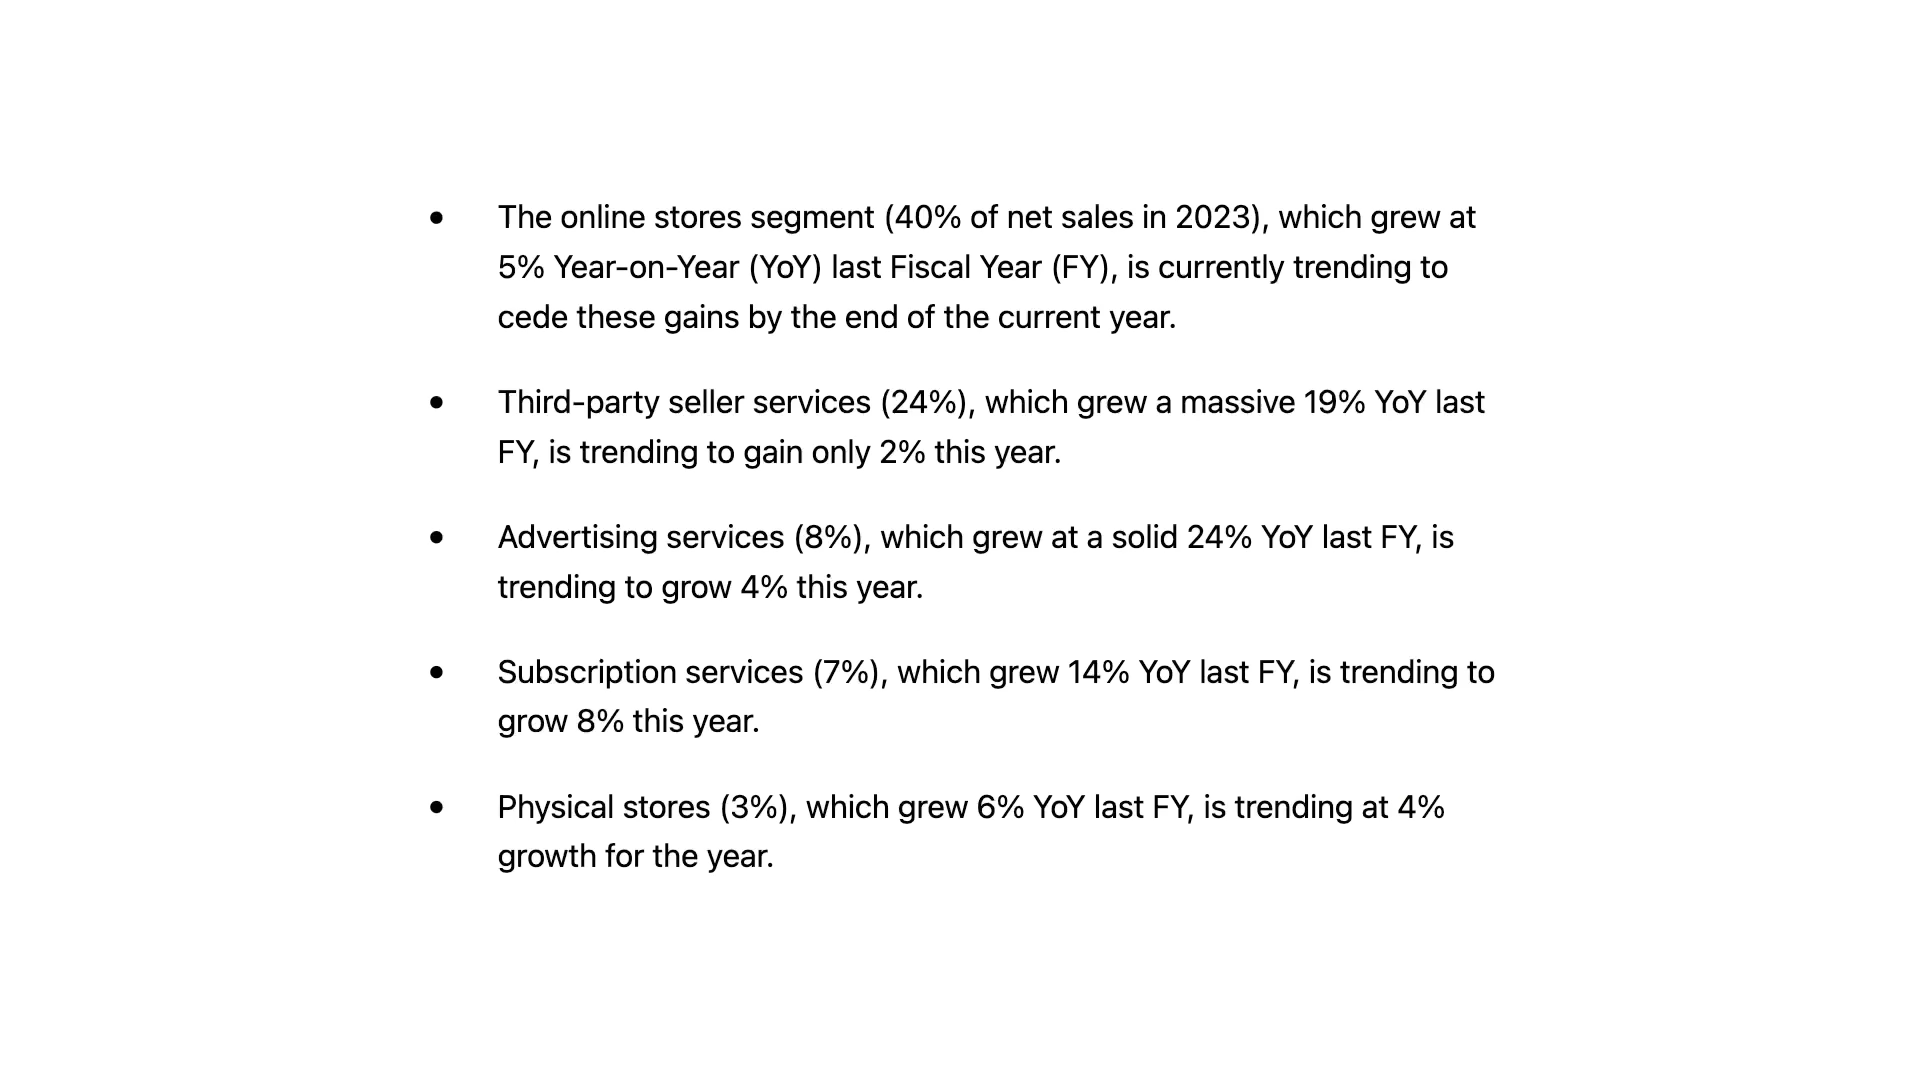 • The online stores segment (40% of net sales in 2023), which grew at
5% Year-on-Year (YoY) last Fiscal Year (FY), is currently trending to
cede these gains by the end of the current year.
• Third-party seller services (24%), which grew a massive 19% YoY last
FY, is trending to gain only 2% this year.
• Advertising services (8%), which grew at a solid 24% YoY last FY, is
trending to grow 4% this year.
• Subscription services (7%), which grew 14% YoY last FY, is trending to
grow 8% this year.
• Physical stores (3%), which grew 6% YoY last FY, is trending at 4%
growth for the year.